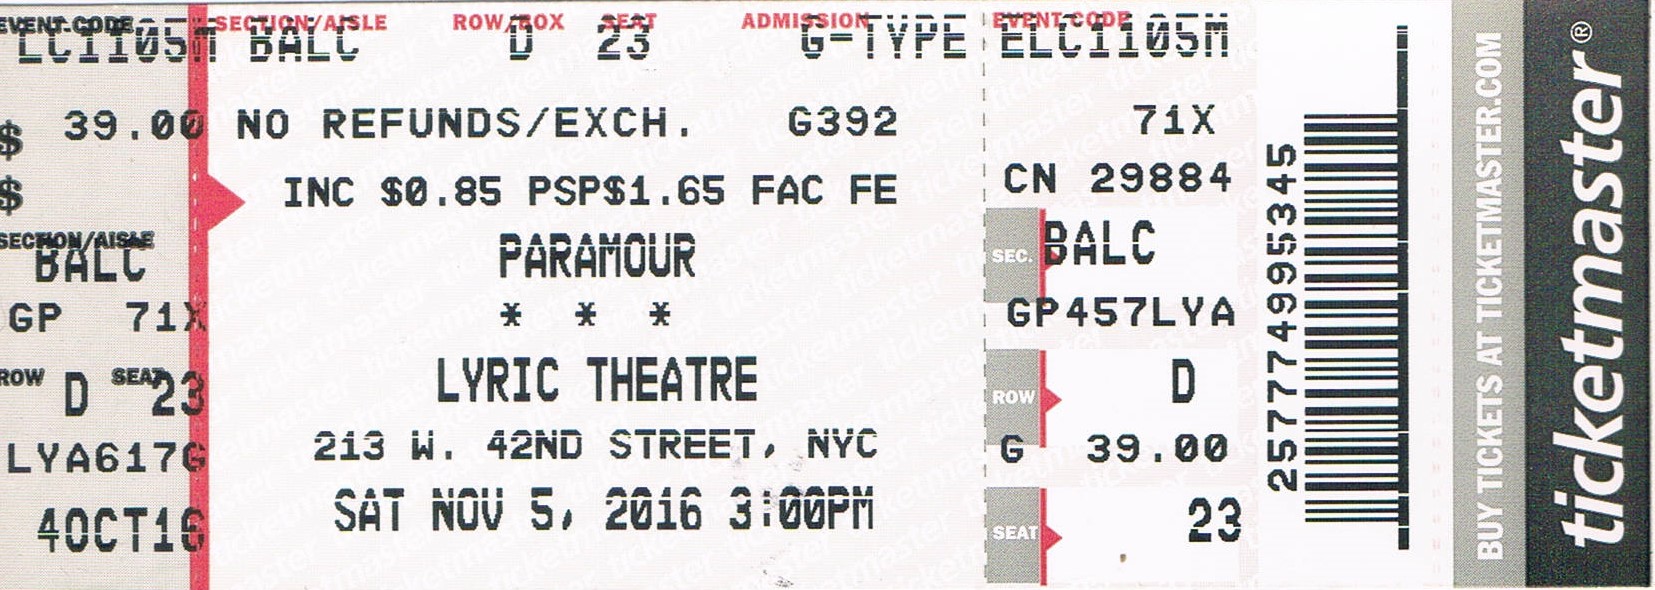 EVENT CODE
ELC1105M
$ 39.00
$
SECTION/AISLE
BALC
GP 71X
ROW D SEAT 23
LYA617G
4OCT16
SECTION/AISLE ROW/BOX SEAT ADMISSION
BALC D 23 G-TYPE
NO REFUNDS/EXCH. G392
INC $0.85 PSP$1.65 FAC FE
PARAMOUR
* * *
LYRIC THEATRE
213 W. 42ND STREET, NYC
SAT NOV 5, 2016 3:00PM
EVENT CODE
ELC1105M
71X
CN 29884
SEC. BALC
GP457LYA
ROW D
G 39.00
SEAT 23
257774995345
BUY TICKETS AT TICKETMASTER.COM
ticketmaster®